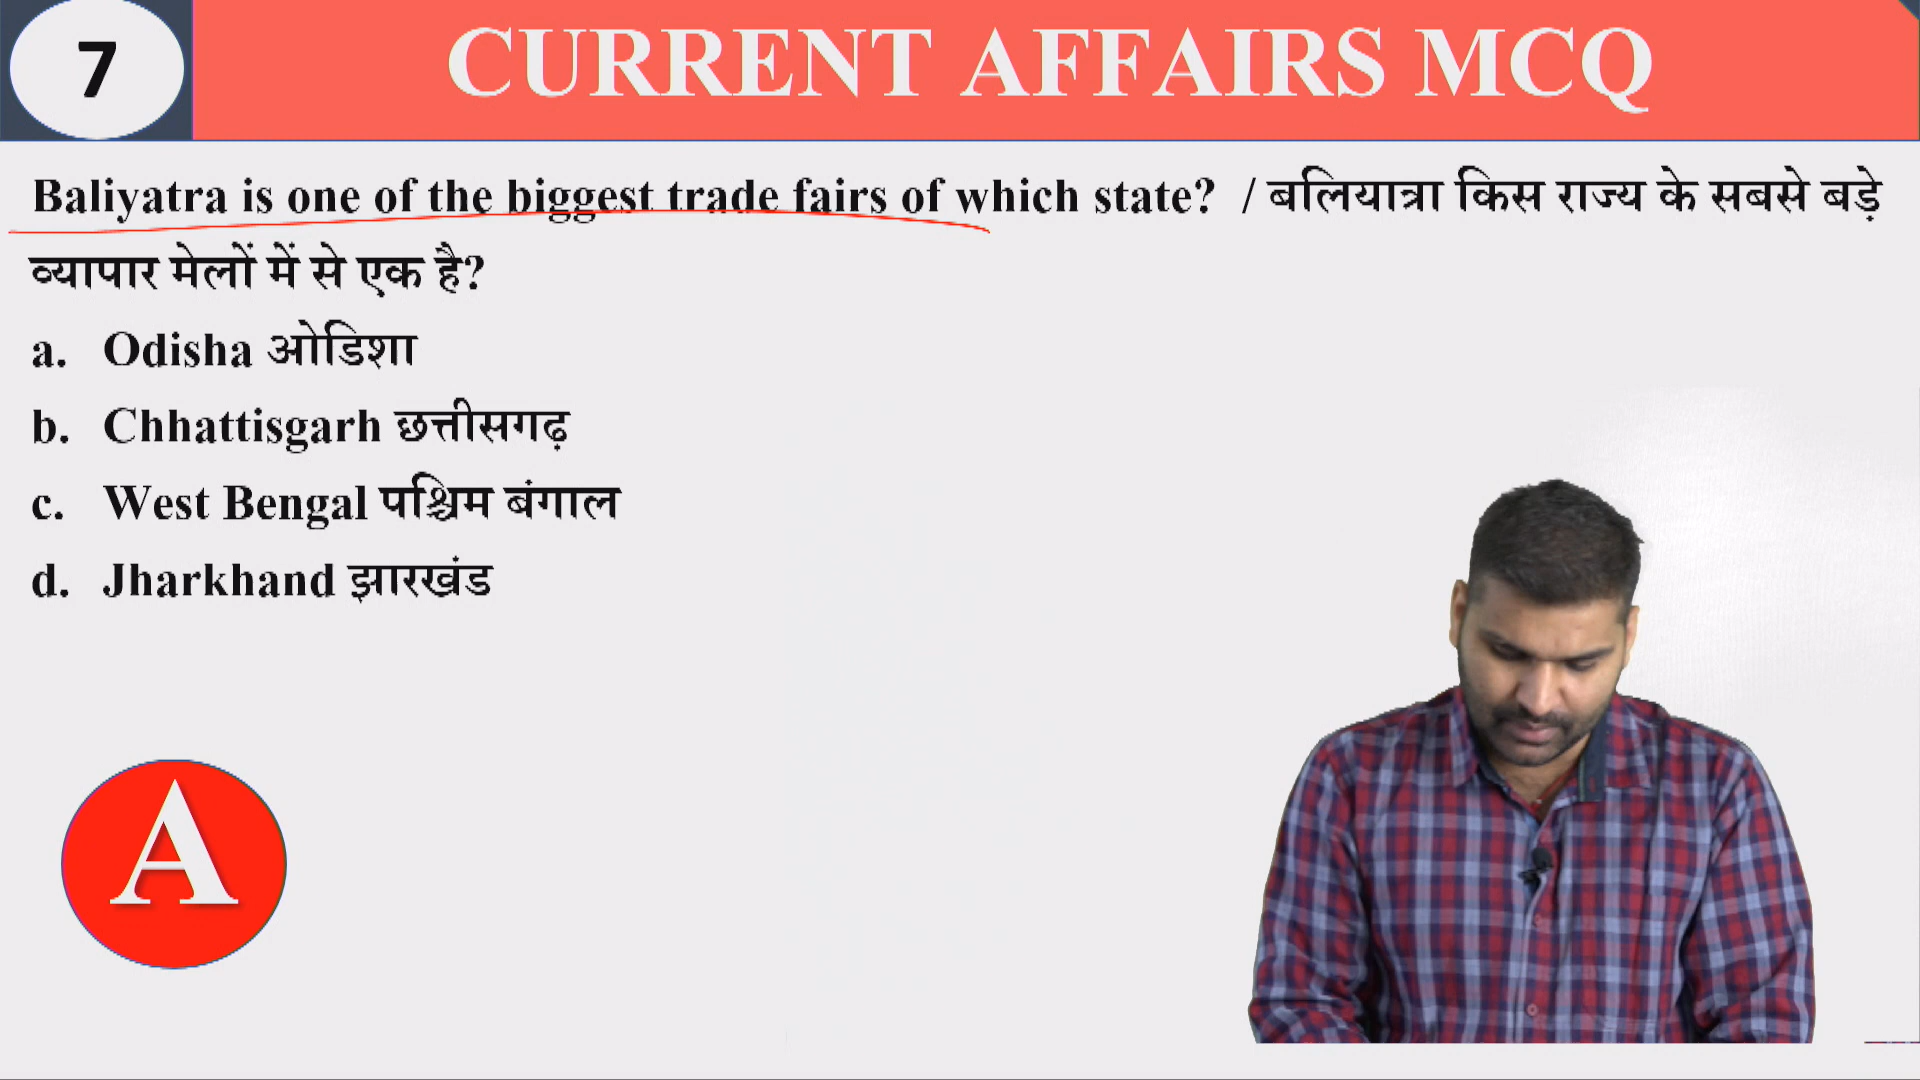 7
CURRENT AFFAIRS MCQ
Baliyatra is one of the biggest trade fairs of which state? / बलियात्रा किस राज्य के सबसे बड़े
व्यापार मेलों में से एक है?
a. Odisha ओडिशा
b. Chhattisgarh छत्तीसगढ़
c. West Bengal पश्चिम बंगाल
d. Jharkhand झारखंड
A